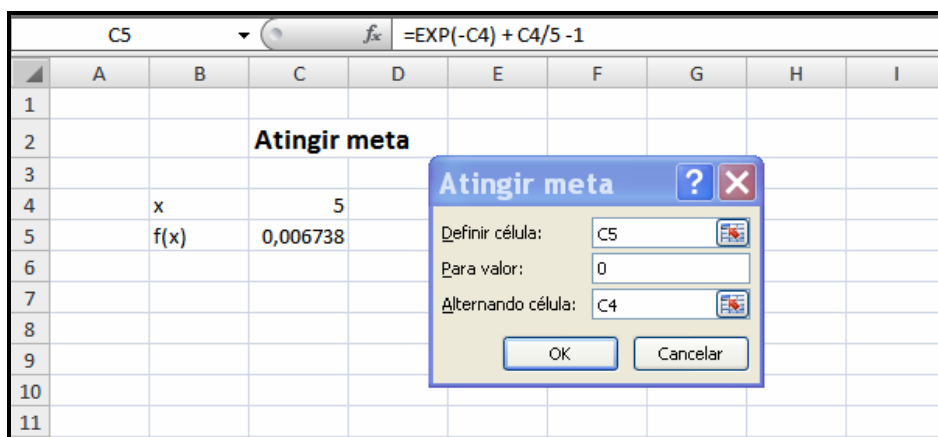 C5 fx =EXP(-C4) + C4/5 -1
A B C D E F G H I
1
2 Atingir meta
3
4 x 5
5 f(x) 0,006738
6
7
8
9
10
11
Atingir meta ? X
Definir célula: C5
Para valor: 0
Alternando célula: C4
OK Cancelar